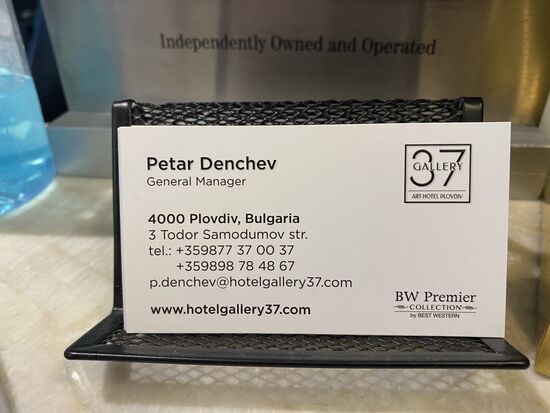 Independently Owned and Operated
Petar Denchev
General Manager
37
GALLERY
ART HOTEL PLOVDIV
4000 Plovdiv, Bulgaria
3 Todor Samodumov str.
tel.: +359877 37 00 37
+359898 78 48 67
p.denchev@hotelgallery37.com
www.hotelgallery37.com
BW Premier
COLLECTION
by BEST WESTERN